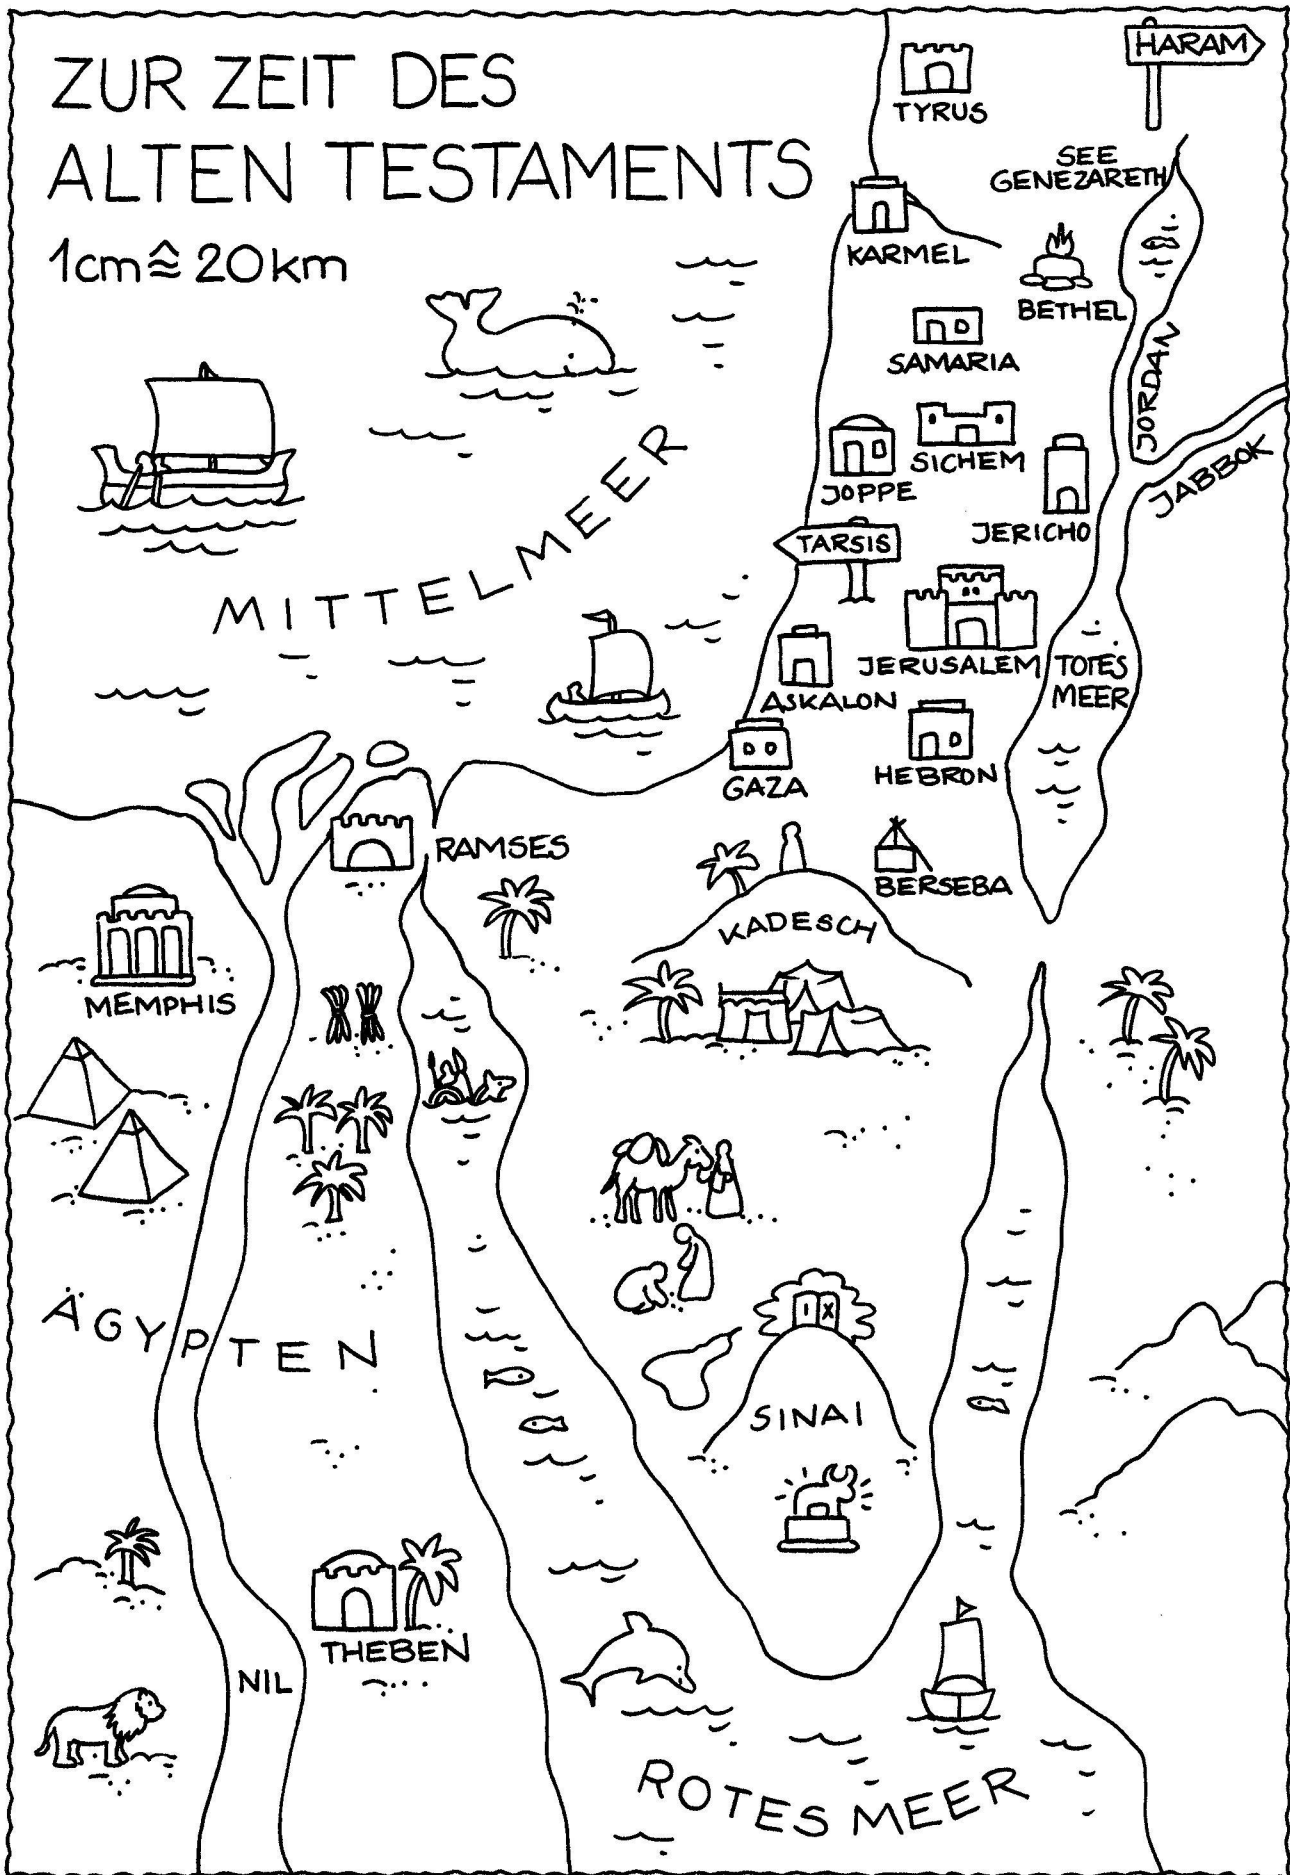 ZUR ZEIT DES
ALTEN TESTAMENTS
1cm ≙ 20km
HARAM
TYRUS
SEE
GENEZARETH
KARMEL
BETHEL
SAMARIA
JORDAN
SICHEM
JOPPE
JABBOK
JERICHO
TARSIS
MITTELMEER
JERUSALEM
TOTES
MEER
ASKALON
HEBRON
GAZA
RAMSES
BERSEBA
KADESCH
MEMPHIS
ÄGYPTEN
I X
SINAI
THEBEN
NIL
ROTES MEER